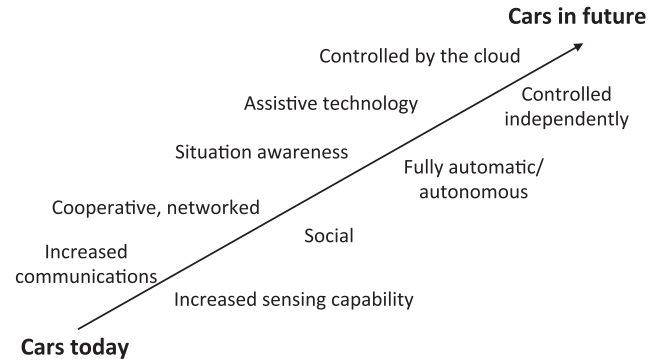 Cars in future
Controlled by the cloud
Controlled
independently
Assistive technology
Situation awareness
Fully automatic/
autonomous
Cooperative, networked
Social
Increased
communications
Increased sensing capability
Cars today